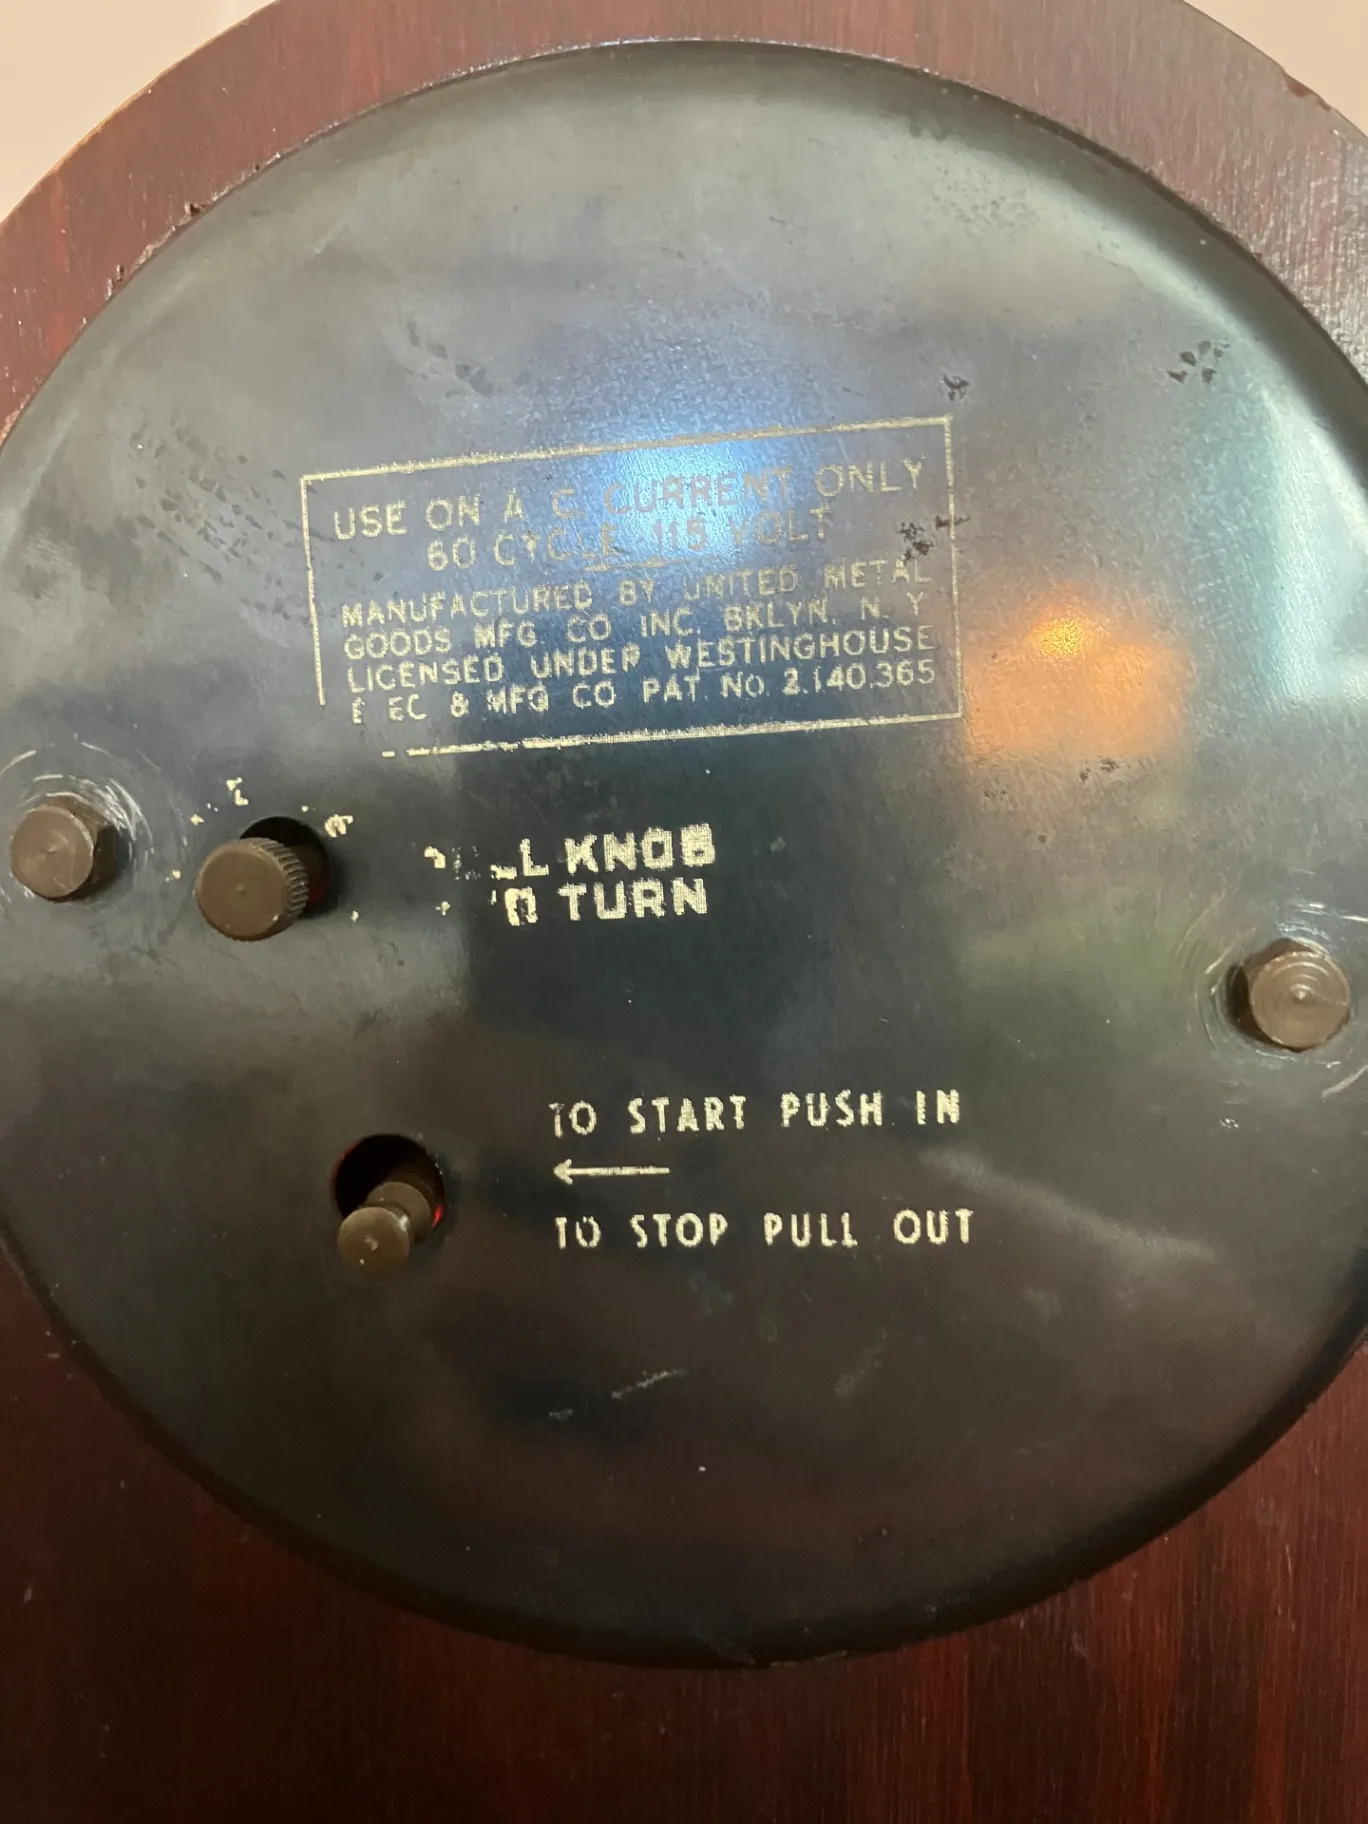 USE ON A C. CURRENT ONLY
60 CYCLE 115 VOLT
MANUFACTURED BY UNITED METAL
GOODS MFG CO INC. BKLYN. N. Y
LICENSED UNDER WESTINGHOUSE
EC & MFG CO PAT. NO. 2.140.365
KNOB
TURN
TO START PUSH IN
←
TO STOP PULL OUT